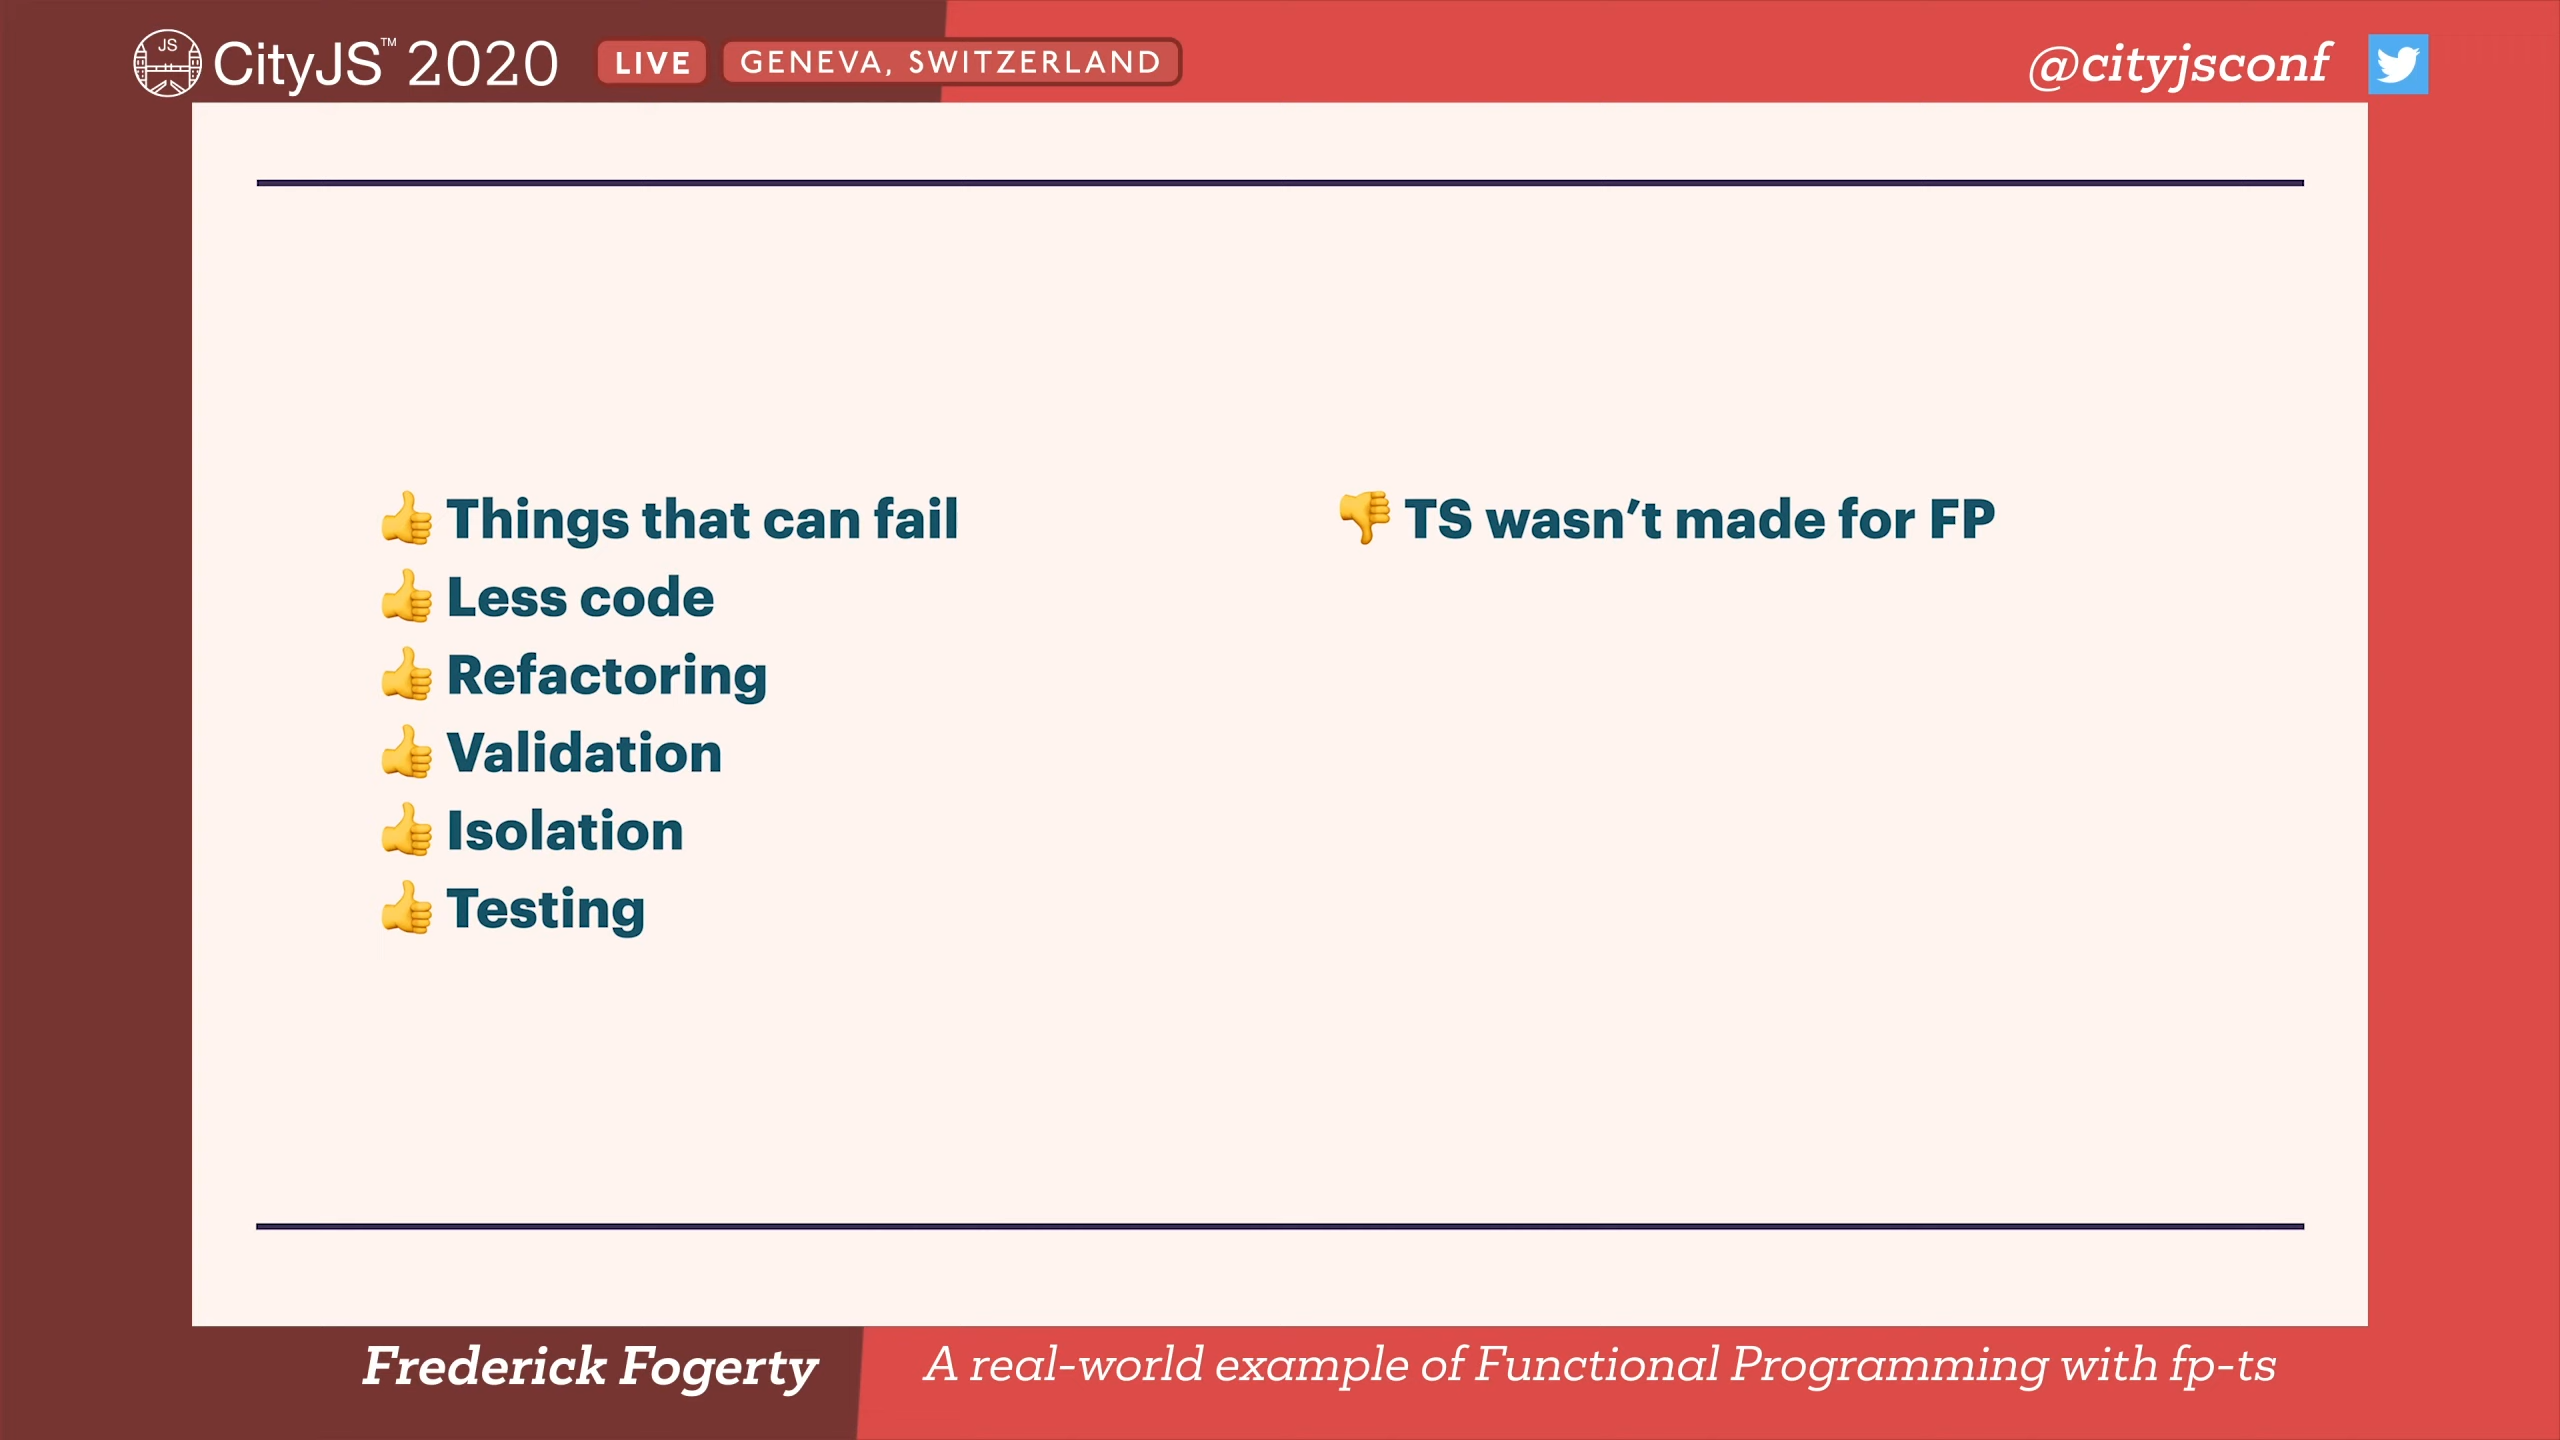 JS
CityJS™ 2020
LIVE
GENEVA, SWITZERLAND
@cityjsconf
👍 Things that can fail
👍 Less code
👍 Refactoring
👍 Validation
👍 Isolation
👍 Testing
👎 TS wasn’t made for FP
Frederick Fogerty
A real-world example of Functional Programming with fp-ts